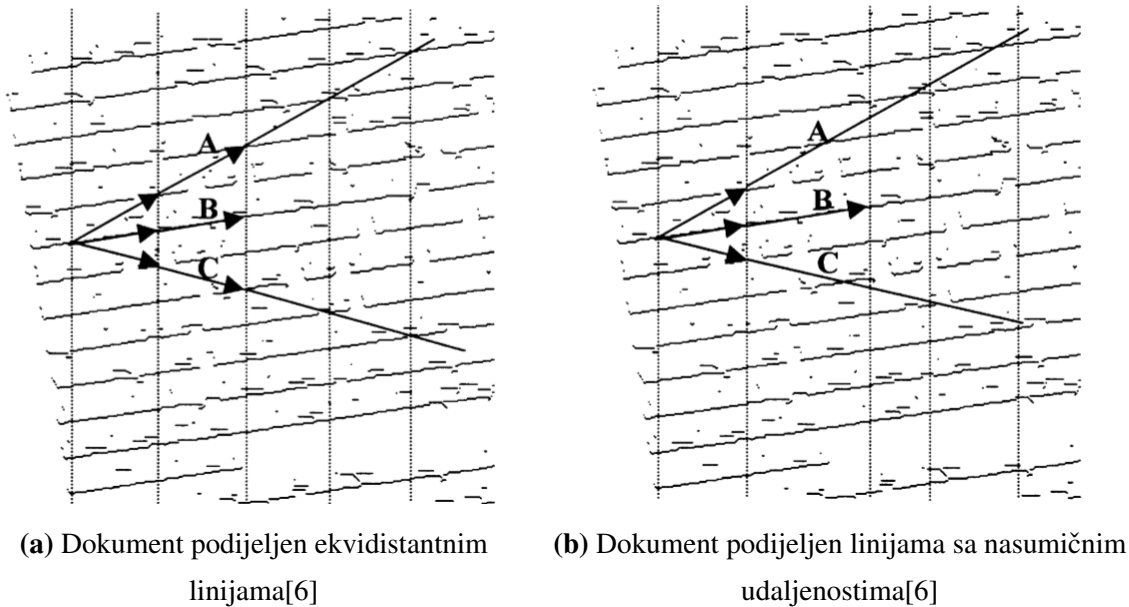 A
B
C
A
B
C
(a) Dokument podijeljen ekvidistantnim
linijama[6]
(b) Dokument podijeljen linijama sa nasumičnim
udaljenostima[6]